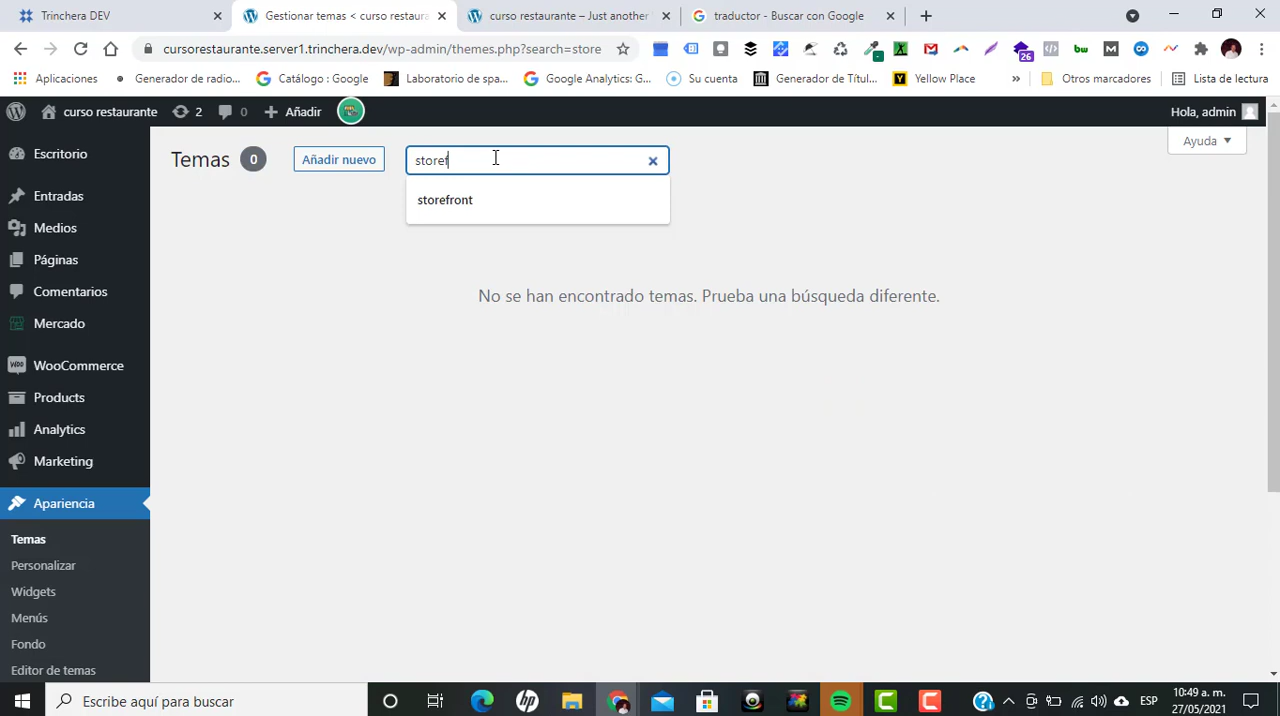 Trinchera DEV
Gestionar temas < curso restaura
curso restaurante – Just another
traductor - Buscar con Google
cursorestaurante.server1.trinchera.dev/wp-admin/themes.php?search=store
26
Aplicaciones
Generador de radio...
Catálogo : Google
Laboratorio de spa...
Google Analytics: G...
Su cuenta
Generador de Títul...
Yellow Place
»
Otros marcadores
Lista de lectura
curso restaurante
2
0
Añadir
Hola, admin
Temas 0
Añadir nuevo
storef
Ayuda
storefront
No se han encontrado temas. Prueba una búsqueda diferente.
Escritorio
Entradas
Medios
Páginas
Comentarios
Mercado
WooCommerce
Products
Analytics
Marketing
Apariencia
Temas
Personalizar
Widgets
Menús
Fondo
Editor de temas
Escribe aquí para buscar
ESP
10:49 a. m.
27/05/2021